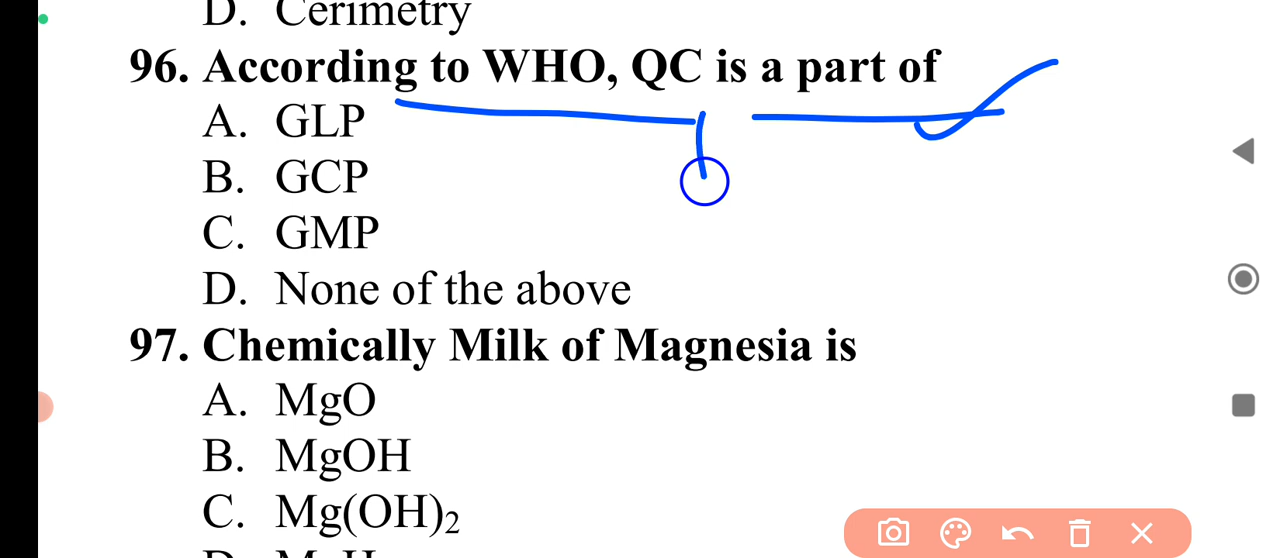 D. Cerimetry
96. According to WHO, QC is a part of
A. GLP
B. GCP
C. GMP
D. None of the above
97. Chemically Milk of Magnesia is
A. MgO
B. MgOH
C. Mg(OH)₂